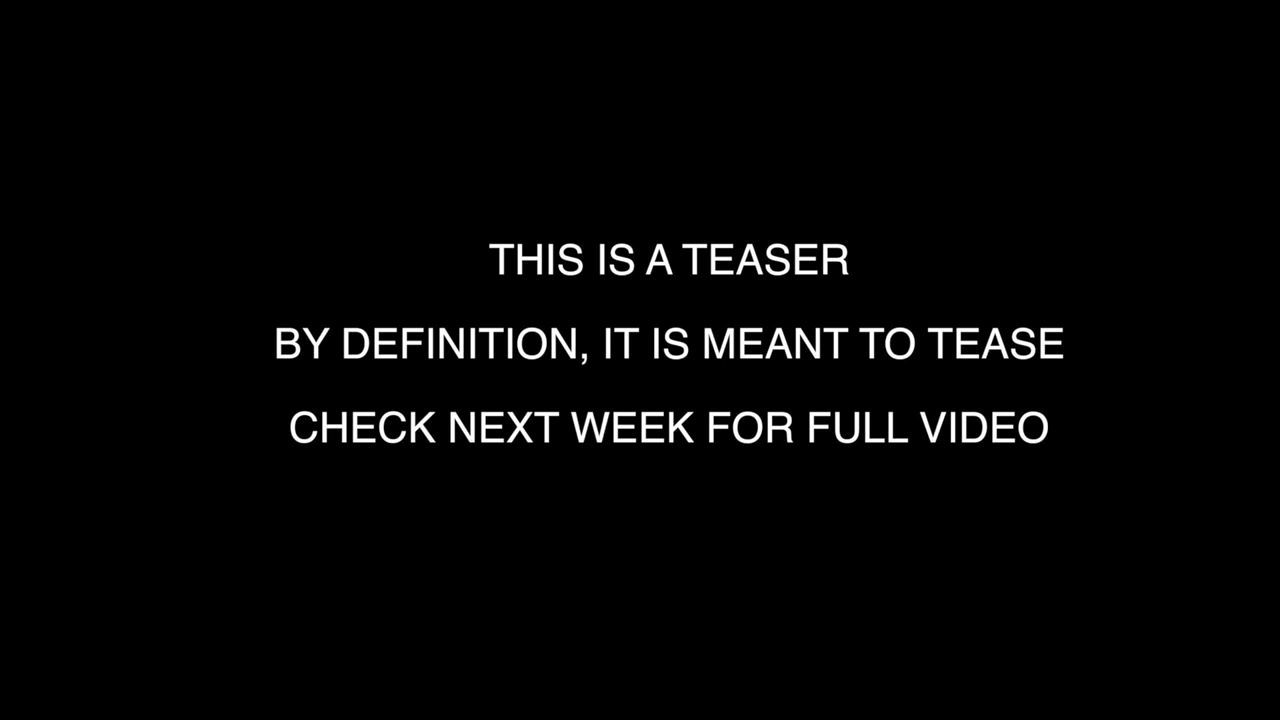 THIS IS A TEASER
BY DEFINITION, IT IS MEANT TO TEASE
CHECK NEXT WEEK FOR FULL VIDEO